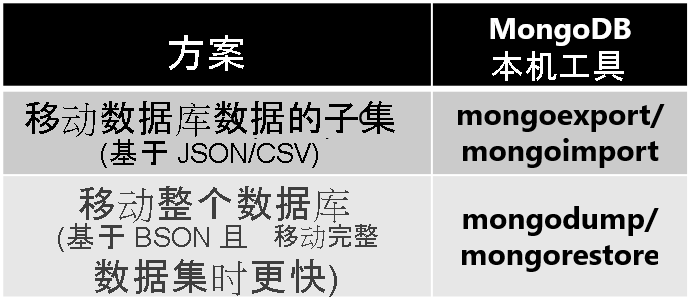 方案
MongoDB
本机工具
移动数据库数据的子集
(基于 JSON/CSV)
mongoexport/
mongoimport
移动整个数据库
(基于 BSON 且 移动完整
数据集时更快)
mongodump/
mongorestore